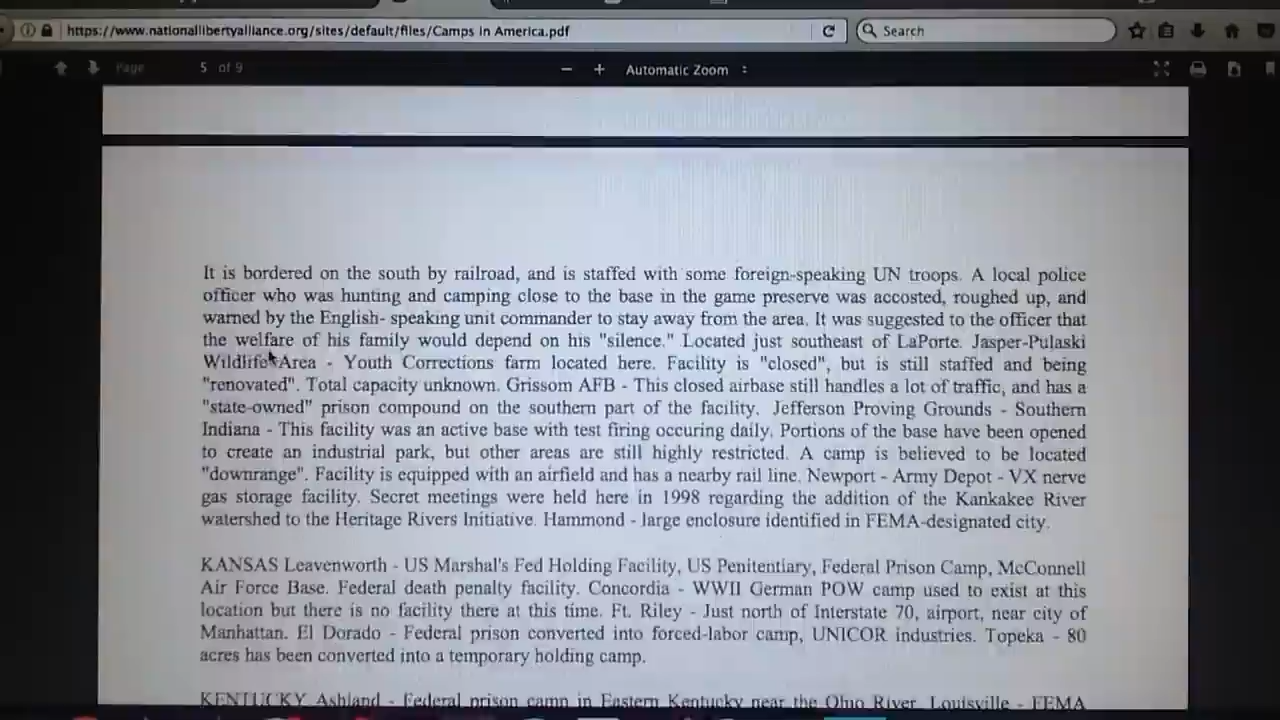 https://www.nationallibertyalliance.org/sites/default/files/Camps in America.pdf
Search
Page 5 of 9
Automatic Zoom
It is bordered on the south by railroad, and is staffed with some foreign-speaking UN troops. A local police
officer who was hunting and camping close to the base in the game preserve was accosted, roughed up, and
warned by the English- speaking unit commander to stay away from the area. It was suggested to the officer that
the welfare of his family would depend on his "silence." Located just southeast of LaPorte. Jasper-Pulaski
Wildlife Area - Youth Corrections farm located here. Facility is "closed", but is still staffed and being
"renovated". Total capacity unknown. Grissom AFB - This closed airbase still handles a lot of traffic, and has a
"state-owned" prison compound on the southern part of the facility. Jefferson Proving Grounds - Southern
Indiana - This facility was an active base with test firing occuring daily. Portions of the base have been opened
to create an industrial park, but other areas are still highly restricted. A camp is believed to be located
"downrange". Facility is equipped with an airfield and has a nearby rail line. Newport - Army Depot - VX nerve
gas storage facility. Secret meetings were held here in 1998 regarding the addition of the Kankakee River
watershed to the Heritage Rivers Initiative. Hammond - large enclosure identified in FEMA-designated city.
KANSAS Leavenworth - US Marshal's Fed Holding Facility, US Penitentiary, Federal Prison Camp, McConnell
Air Force Base. Federal death penalty facility. Concordia - WWII German POW camp used to exist at this
location but there is no facility there at this time. Ft. Riley - Just north of Interstate 70, airport, near city of
Manhattan. El Dorado - Federal prison converted into forced-labor camp, UNICOR industries. Topeka - 80
acres has been converted into a temporary holding camp.
KENTUCKY Ashland - Federal prison camp in Eastern Kentucky near the Ohio River. Louisville - FEMA